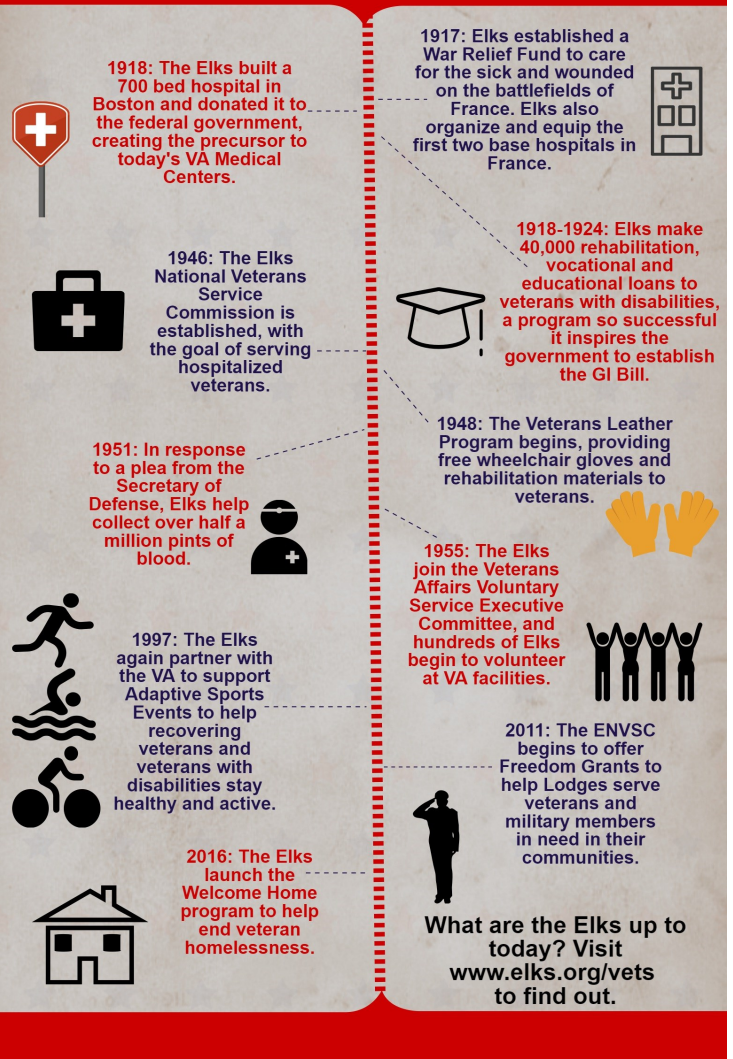 1917: Elks established a
War Relief Fund to care
for the sick and wounded
on the battlefields of
France. Elks also
organize and equip the
first two base hospitals in
France.
1918: The Elks built a
700 bed hospital in
Boston and donated it to
the federal government,
creating the precursor to
today's VA Medical
Centers.
1918-1924: Elks make
40,000 rehabilitation,
vocational and
educational loans to
veterans with disabilities,
a program so successful
it inspires the
government to establish
the GI Bill.
1946: The Elks
National Veterans
Service
Commission is
established, with
the goal of serving
hospitalized
veterans.
1948: The Veterans Leather
Program begins, providing
free wheelchair gloves and
rehabilitation materials to
veterans.
1951: In response
to a plea from the
Secretary of
Defense, Elks help
collect over half a
million pints of
blood.
1955: The Elks
join the Veterans
Affairs Voluntary
Service Executive
Committee, and
hundreds of Elks
begin to volunteer
at VA facilities.
1997: The Elks
again partner with
the VA to support
Adaptive Sports
Events to help
recovering
veterans and
veterans with
disabilities stay
healthy and active.
2011: The ENVSC
begins to offer
Freedom Grants to
help Lodges serve
veterans and
military members
in need in their
communities.
2016: The Elks
launch the
Welcome Home
program to help
end veteran
homelessness.
What are the Elks up to
today? Visit
www.elks.org/vets
to find out.